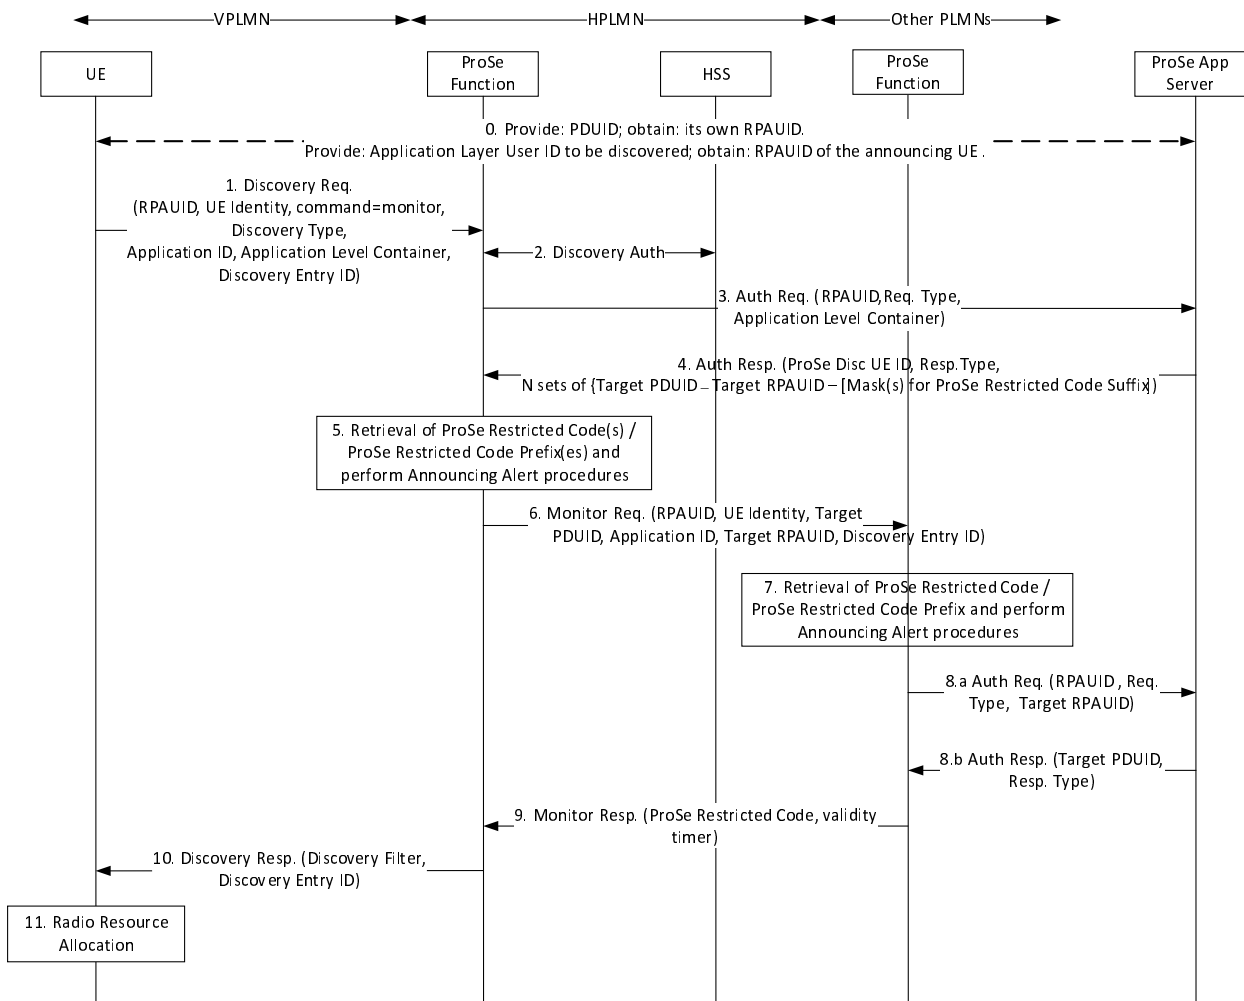 VPLMN
HPLMN
Other PLMNs
UE
ProSe
Function
HSS
ProSe
Function
ProSe App
Server
0. Provide: PDUID; obtain: its own RPAUID.
Provide: Application Layer User ID to be discovered; obtain: RPAUID of the announcing UE .
1. Discovery Req.
(RPAUID, UE Identity, command=monitor,
Discovery Type,
Application ID, Application Level Container,
Discovery Entry ID)
2. Discovery Auth
3. Auth Req. (RPAUID,Req. Type,
Application Level Container)
4. Auth Resp. (ProSe Disc UE ID, Resp.Type,
N sets of {Target PDUID – Target RPAUID – [Mask(s) for ProSe Restricted Code Suffix]})
5. Retrieval of ProSe Restricted Code(s) /
ProSe Restricted Code Prefix(es) and
perform Announcing Alert procedures
6. Monitor Req. (RPAUID, UE Identity, Target
PDUID, Application ID, Target RPAUID, Discovery Entry ID)
7. Retrieval of ProSe Restricted Code /
ProSe Restricted Code Prefix and perform
Announcing Alert procedures
8.a Auth Req. (RPAUID , Req.
Type, Target RPAUID)
8.b Auth Resp. (Target PDUID,
Resp. Type)
9. Monitor Resp. (ProSe Restricted Code, validity
timer)
10. Discovery Resp. (Discovery Filter,
Discovery Entry ID)
11. Radio Resource
Allocation